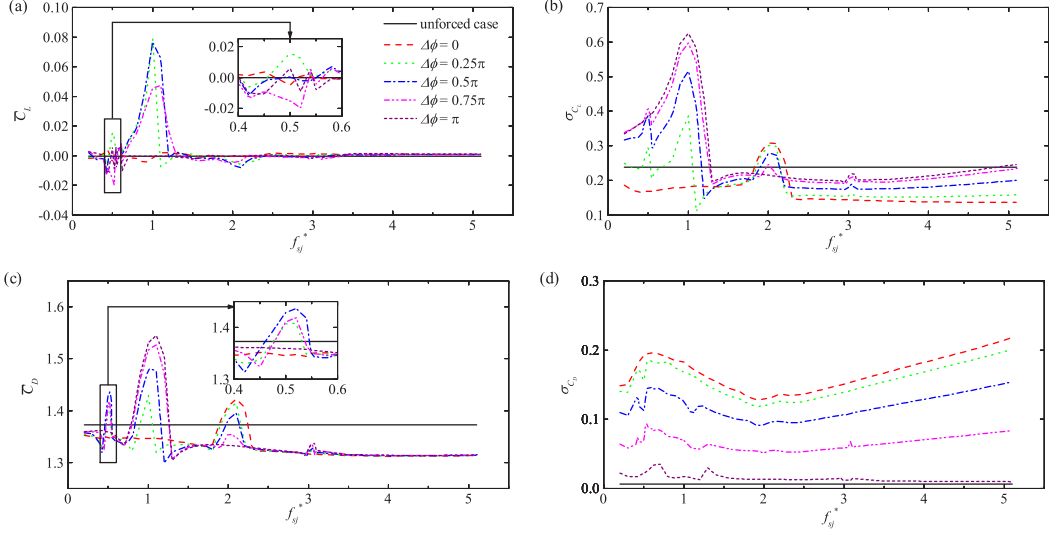 (a)
0.10
0.08
0.06
0.04
0.02
0.00
-0.02
-0.04
C̅_L
0 1 2 3 4 5
f_sj*
0.02
0.00
-0.02
0.4 0.5 0.6
unforced case
Δϕ = 0
Δϕ = 0.25π
Δϕ = 0.5π
Δϕ = 0.75π
Δϕ = π
(b)
0.7
0.6
0.5
0.4
0.3
0.2
0.1
σ_C_L
0 1 2 3 4 5
f_sj*
(c)
1.6
1.5
1.4
1.3
C̅_D
0 1 2 3 4 5
f_sj*
1.4
1.3
0.4 0.5 0.6
(d)
0.3
0.2
0.1
0.0
σ_C_D
0 1 2 3 4 5
f_sj*